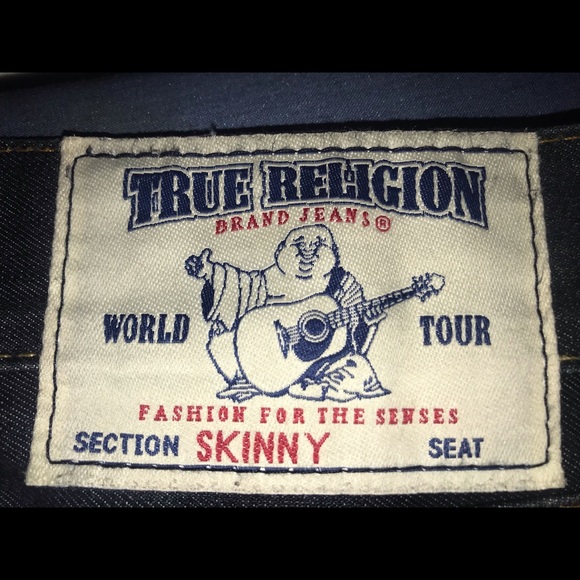 TRUE RELIGION
BRAND JEANS®
WORLD TOUR
FASHION FOR THE SENSES
SECTION SKINNY SEAT